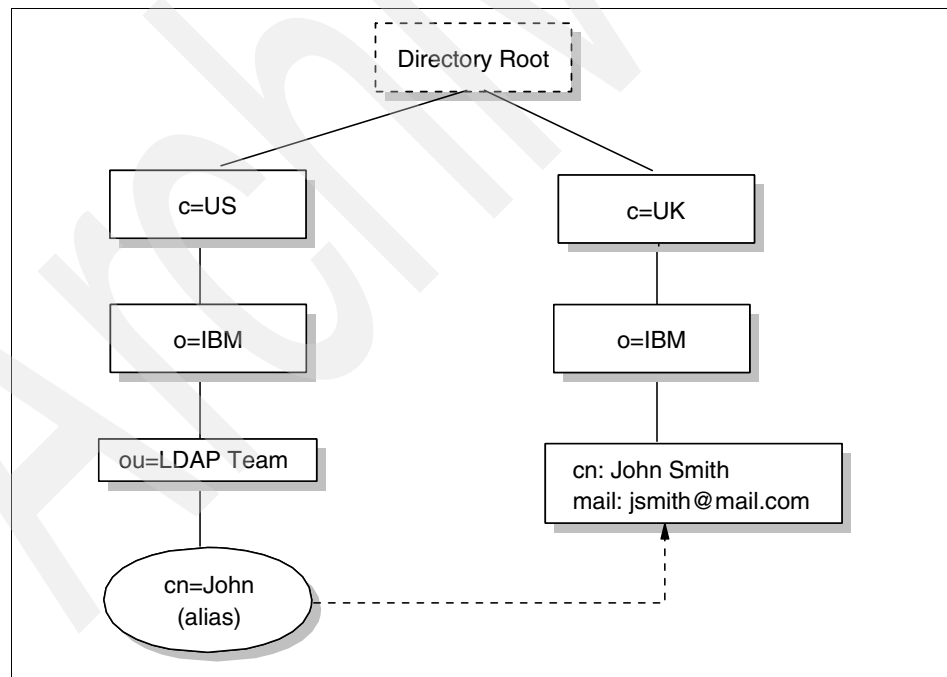 Directory Root
c=US
c=UK
o=IBM
o=IBM
ou=LDAP Team
cn: John Smith
mail: jsmith@mail.com
cn=John
(alias)